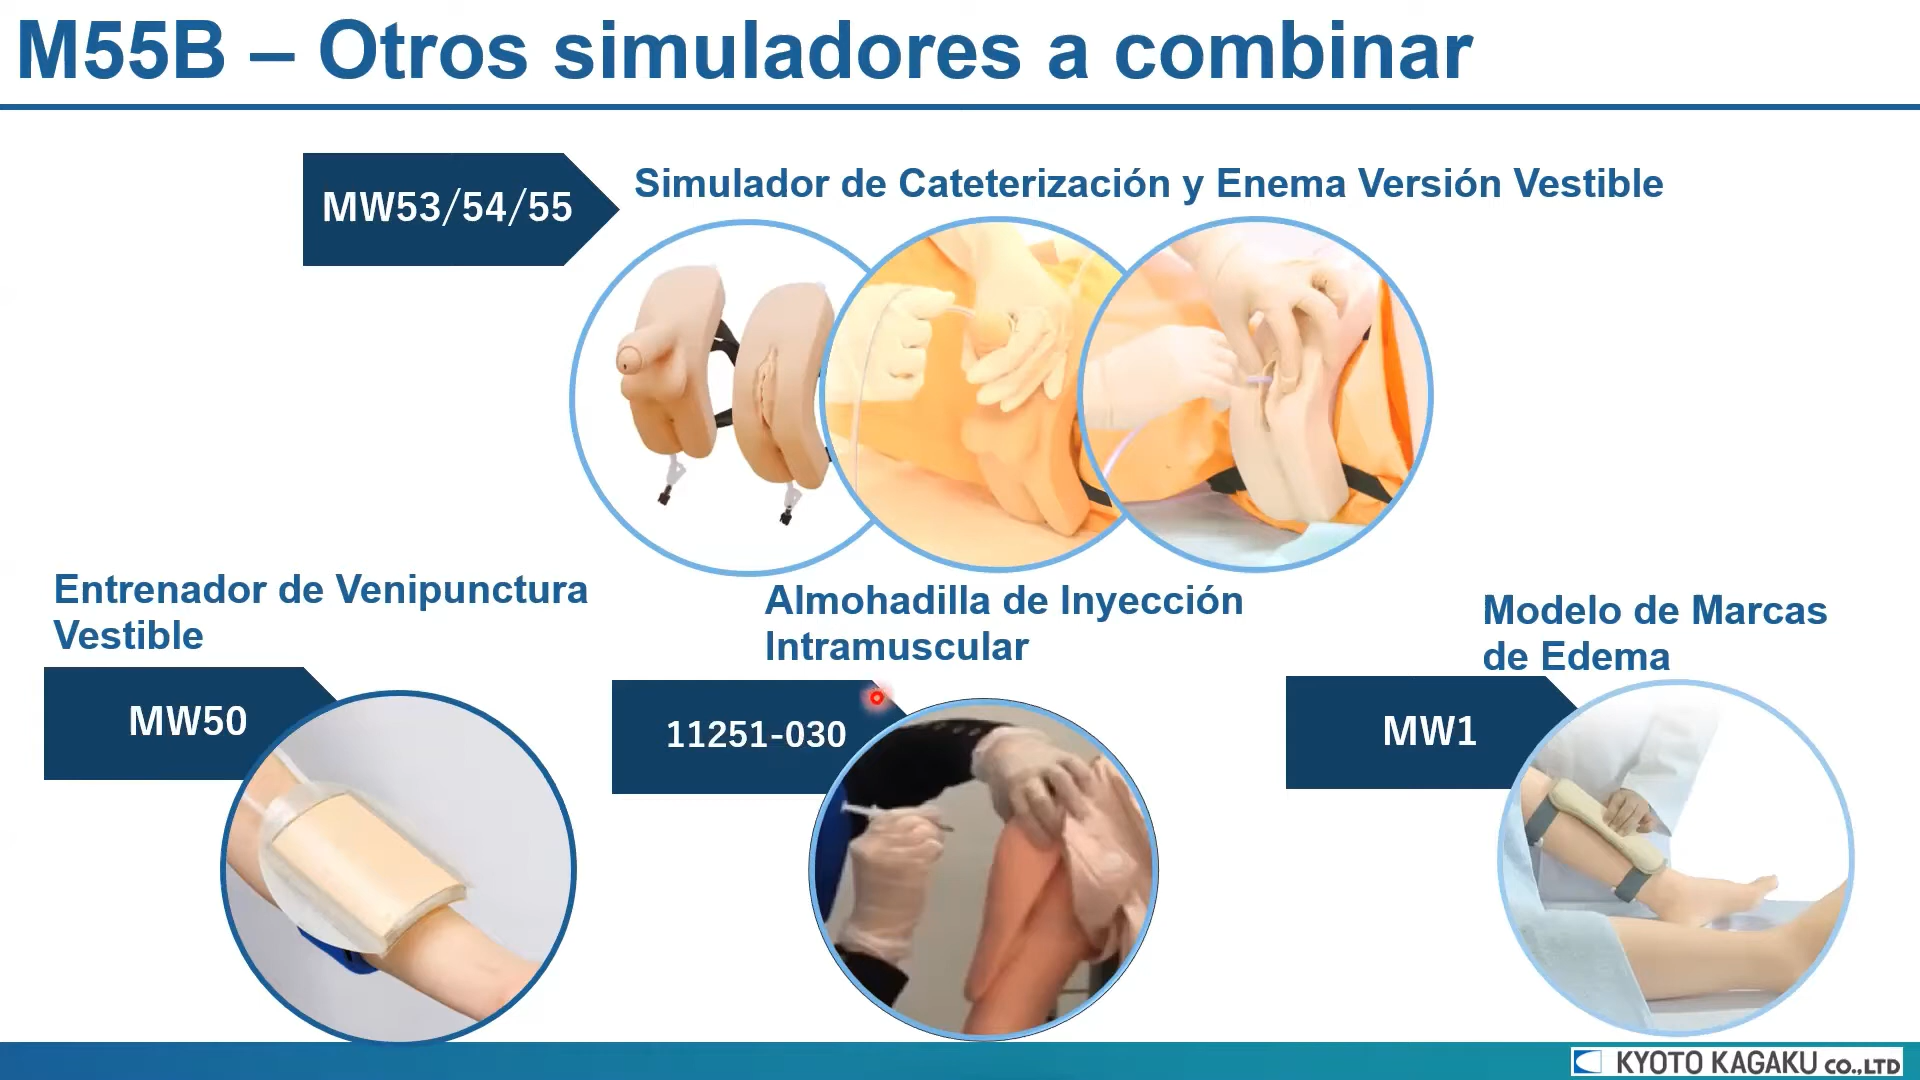 M55B – Otros simuladores a combinar
MW53/54/55
Simulador de Cateterización y Enema Versión Vestible
Entrenador de Venipunctura
Vestible
MW50
Almohadilla de Inyección
Intramuscular
11251-030
Modelo de Marcas
de Edema
MW1
KYOTO KAGAKU CO.,LTD